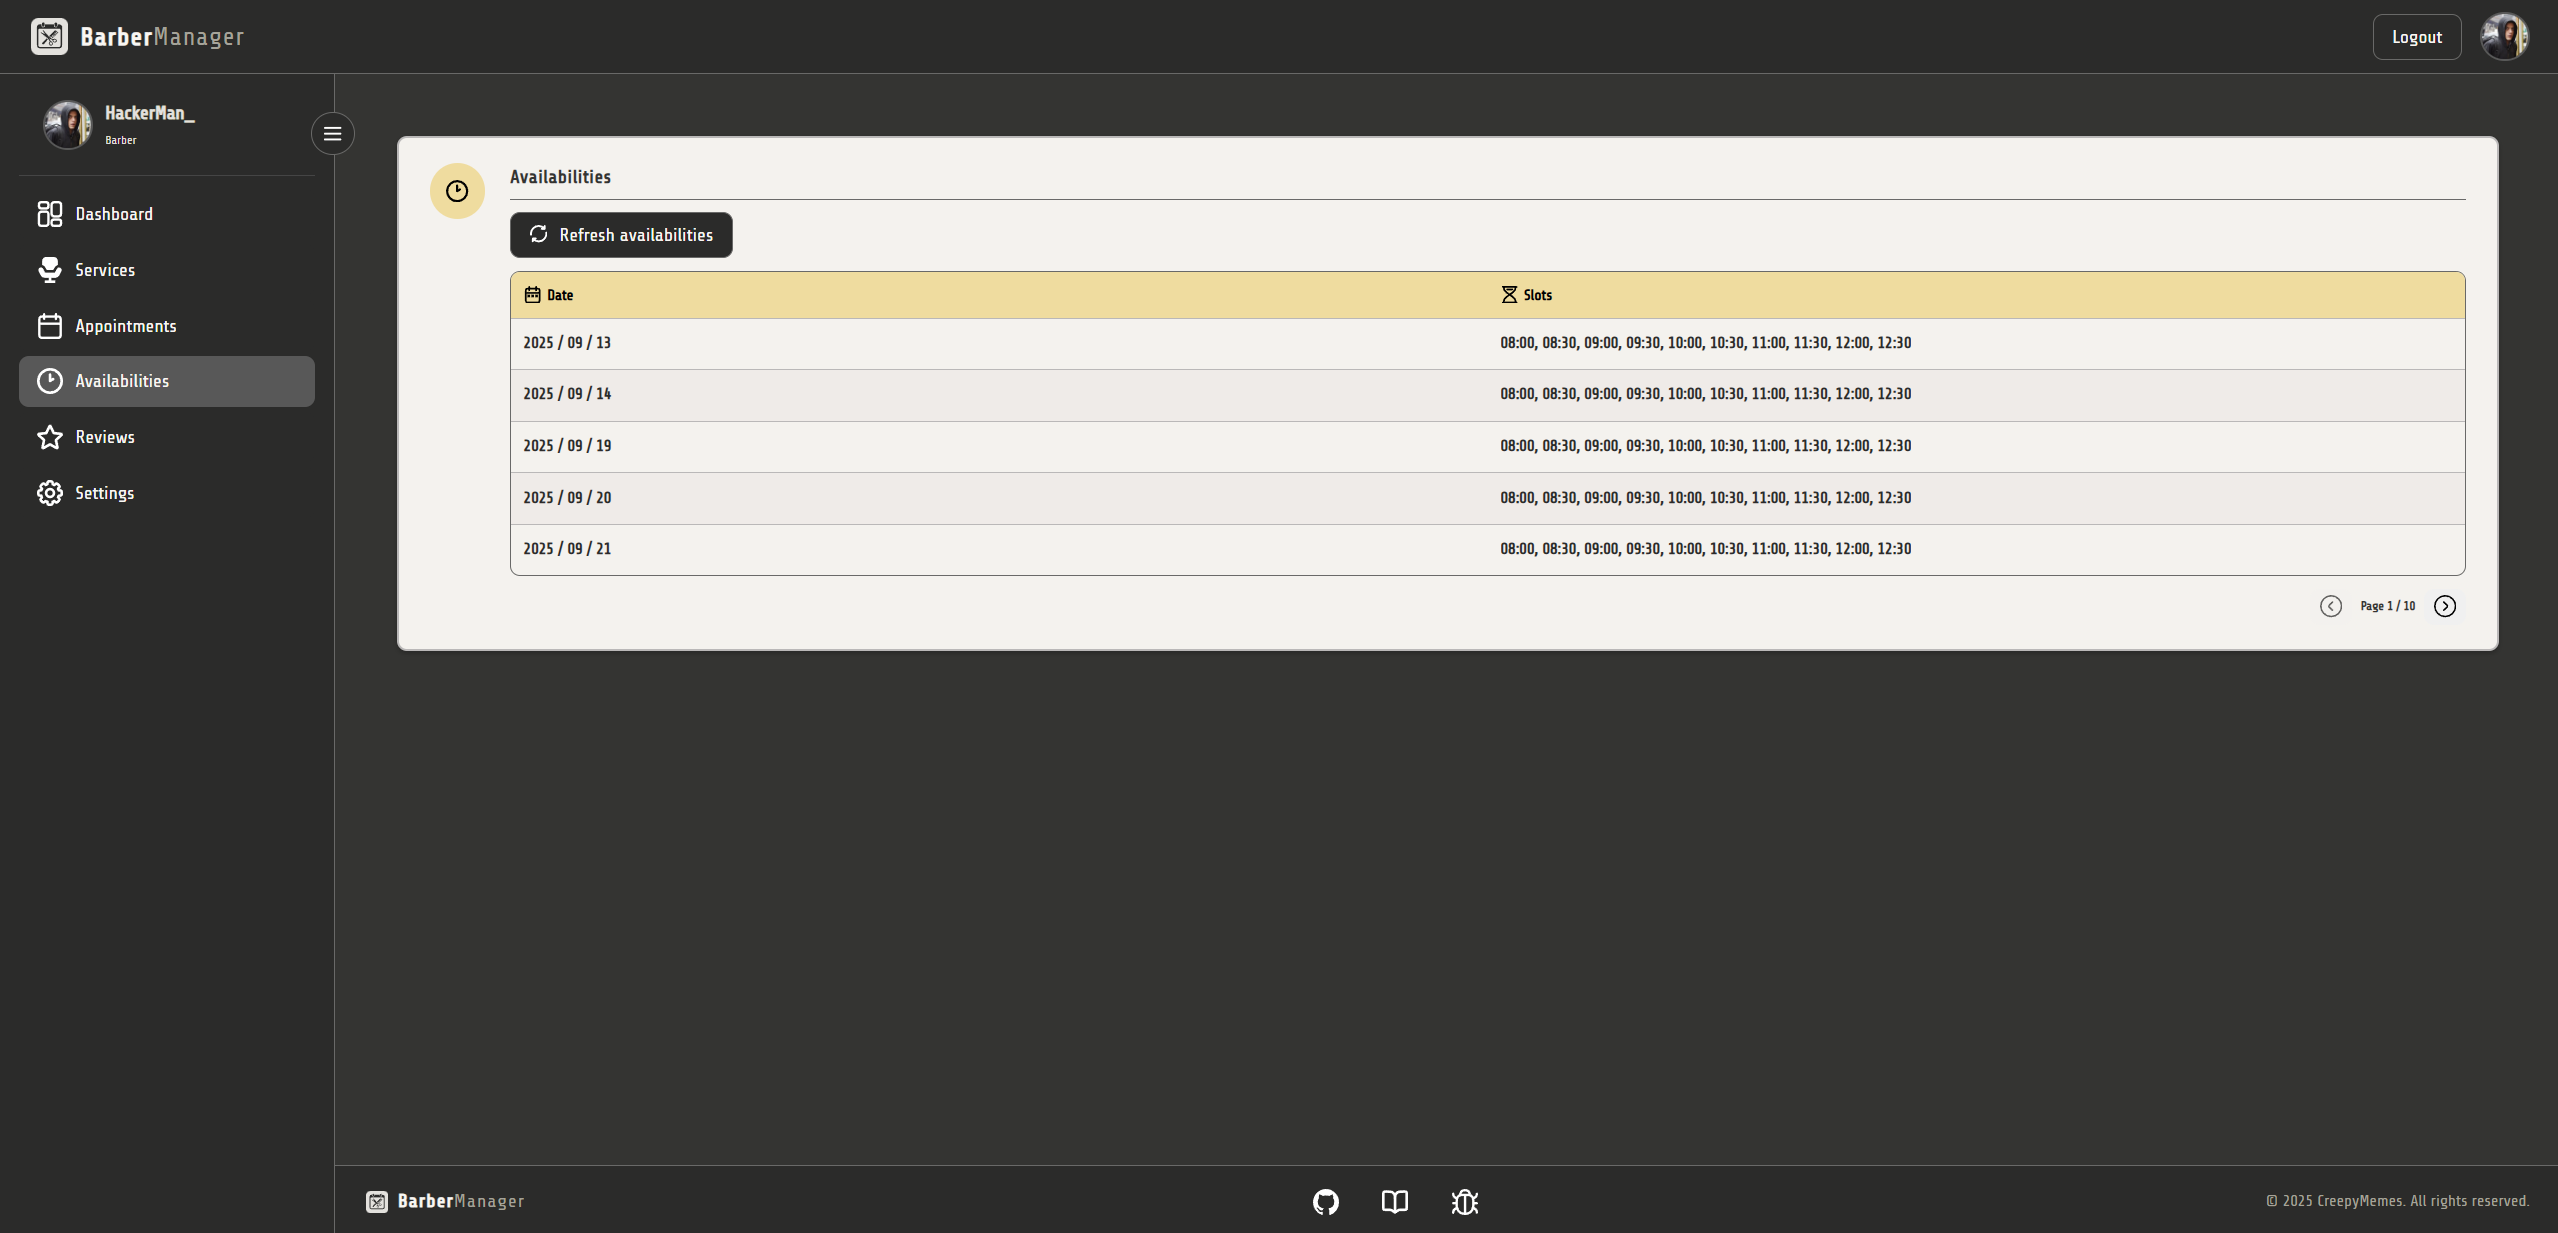 BarberManager
Logout
HackerMan_
Barber
Dashboard
Services
Appointments
Availabilities
Reviews
Settings
Availabilities
Refresh availabilities
Date Slots
2025 / 09 / 13 08:00, 08:30, 09:00, 09:30, 10:00, 10:30, 11:00, 11:30, 12:00, 12:30
2025 / 09 / 14 08:00, 08:30, 09:00, 09:30, 10:00, 10:30, 11:00, 11:30, 12:00, 12:30
2025 / 09 / 19 08:00, 08:30, 09:00, 09:30, 10:00, 10:30, 11:00, 11:30, 12:00, 12:30
2025 / 09 / 20 08:00, 08:30, 09:00, 09:30, 10:00, 10:30, 11:00, 11:30, 12:00, 12:30
2025 / 09 / 21 08:00, 08:30, 09:00, 09:30, 10:00, 10:30, 11:00, 11:30, 12:00, 12:30
Page 1 / 10
BarberManager
© 2025 CreepyMemes. All rights reserved.